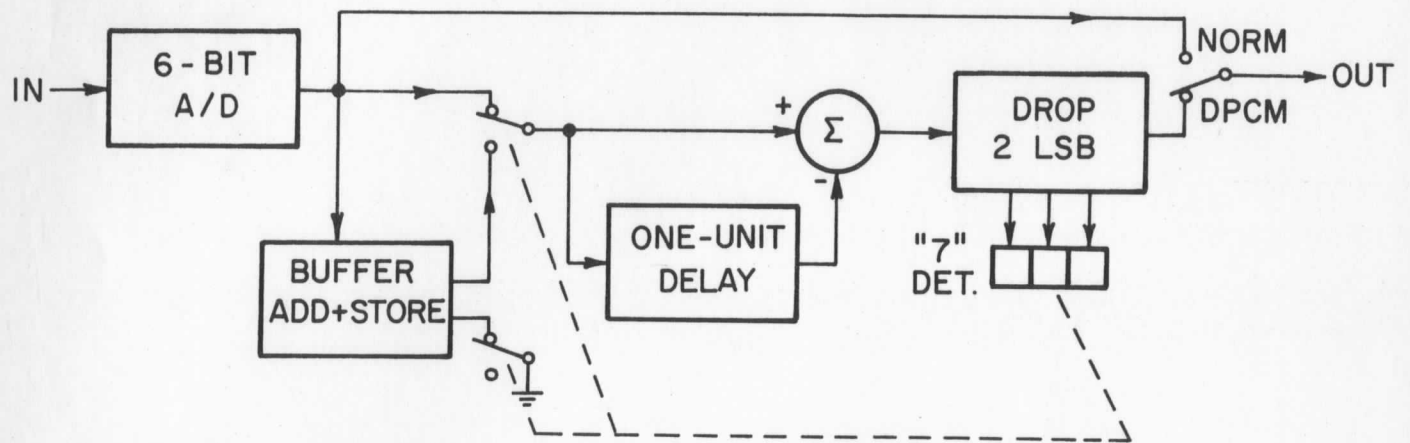 6-BIT
A/D
IN
NORM
OUT
DPCM
+
Σ
-
DROP
2 LSB
BUFFER
ADD+STORE
ONE-UNIT
DELAY
"7"
DET.